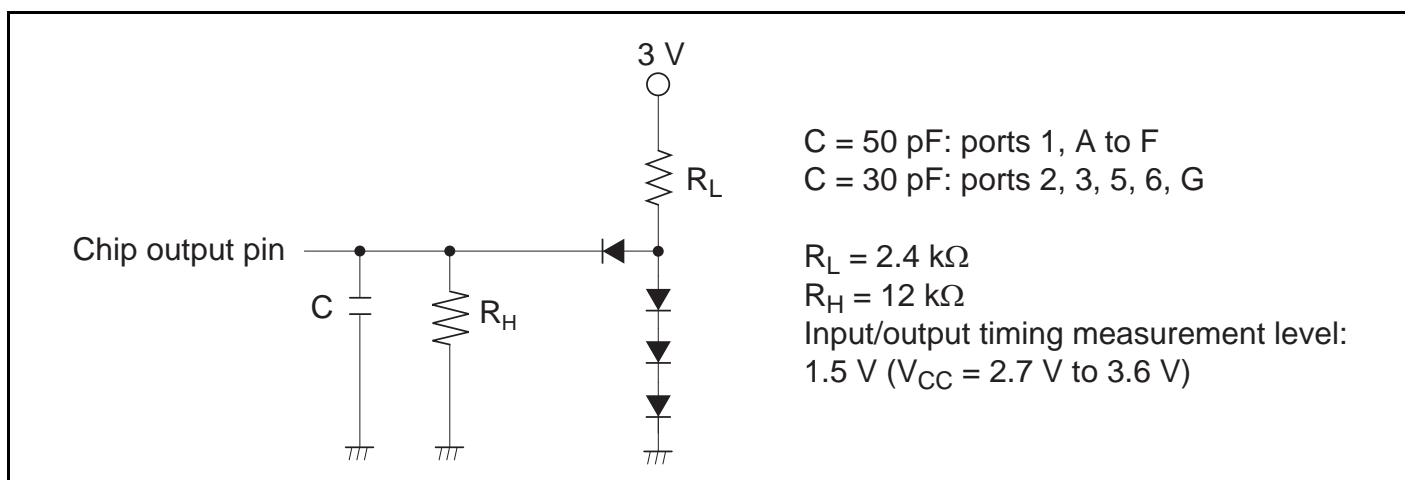 3 V
R_L
Chip output pin
C
R_H
C = 50 pF: ports 1, A to F
C = 30 pF: ports 2, 3, 5, 6, G
R_L = 2.4 kΩ
R_H = 12 kΩ
Input/output timing measurement level:
1.5 V (V_CC = 2.7 V to 3.6 V)